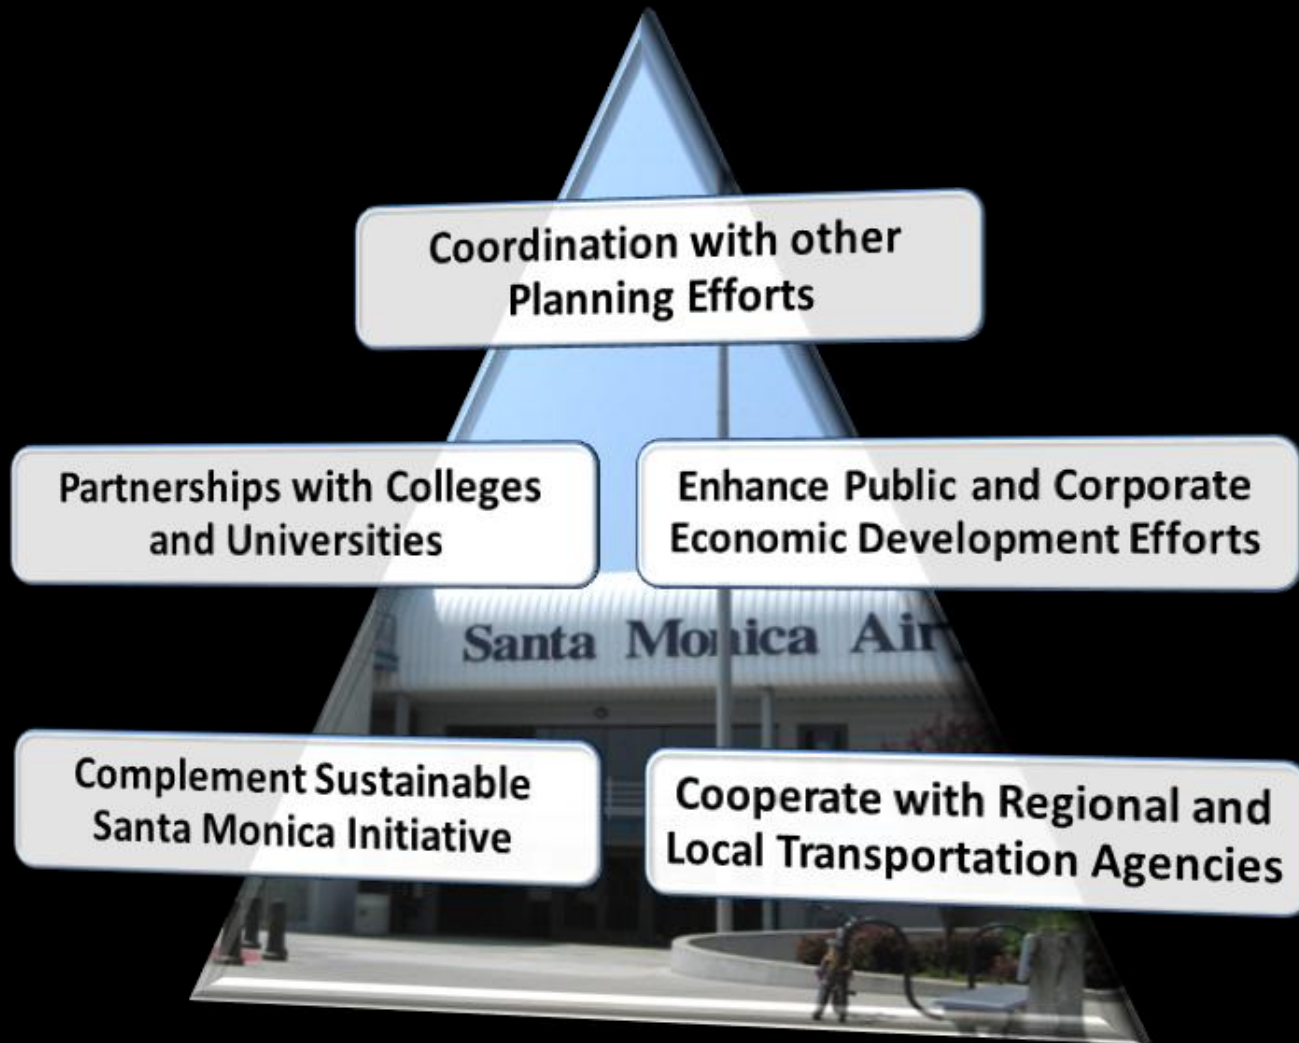 Coordination with other
Planning Efforts
Partnerships with Colleges
and Universities
Enhance Public and Corporate
Economic Development Efforts
Santa Monica Air
Complement Sustainable
Santa Monica Initiative
Cooperate with Regional and
Local Transportation Agencies